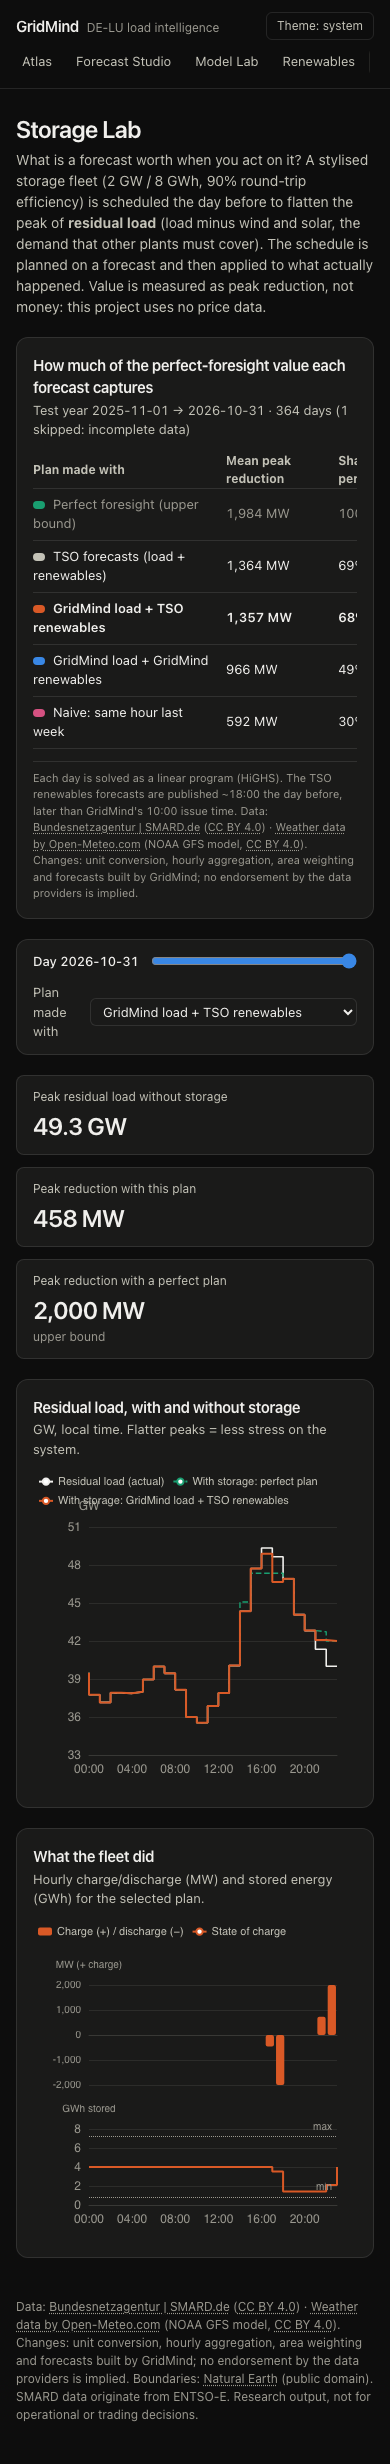 GridMind DE-LU load intelligence
Theme: system
Atlas Forecast Studio Model Lab Renewables
Storage Lab
What is a forecast worth when you act on it? A stylised
storage fleet (2 GW / 8 GWh, 90% round-trip
efficiency) is scheduled the day before to flatten the
peak of residual load (load minus wind and solar, the
demand that other plants must cover). The schedule is
planned on a forecast and then applied to what actually
happened. Value is measured as peak reduction, not
money: this project uses no price data.
How much of the perfect-foresight value each
forecast captures
Test year 2025-11-01 → 2026-10-31 · 364 days (1
skipped: incomplete data)
Plan made with
Mean peak
reduction
Perfect foresight (upper
bound)
1,984 MW
TSO forecasts (load +
renewables)
1,364 MW
69%
GridMind load + TSO
renewables
1,357 MW
GridMind load + GridMind
renewables
966 MW
49%
Naive: same hour last
week
592 MW
30%
Each day is solved as a linear program (HiGHS). The TSO
renewables forecasts are published ~18:00 the day before,
later than GridMind's 10:00 issue time. Data:
Bundesnetzagentur | SMARD.de (CC BY 4.0) · Weather data
by Open-Meteo.com (NOAA GFS model, CC BY 4.0).
Changes: unit conversion, hourly aggregation, area weighting
and forecasts built by GridMind; no endorsement by the data
providers is implied.
Day 2026-10-31
Plan
made
with
GridMind load + TSO renewables
Peak residual load without storage
49.3 GW
Peak reduction with this plan
458 MW
Peak reduction with a perfect plan
2,000 MW
upper bound
Residual load, with and without storage
GW, local time. Flatter peaks = less stress on the
system.
Residual load (actual) With storage: perfect plan
With storage: GridMind load + TSO renewables
GW
51
48
45
42
39
36
33
00:00 04:00 08:00 12:00 16:00 20:00
What the fleet did
Hourly charge/discharge (MW) and stored energy
(GWh) for the selected plan.
Charge (+) / discharge (−) State of charge
MW (+ charge)
2,000
1,000
0
-1,000
-2,000
GWh stored
8
max
6
4
2
min
0
00:00 04:00 08:00 12:00 16:00 20:00
Data: Bundesnetzagentur | SMARD.de (CC BY 4.0) · Weather
data by Open-Meteo.com (NOAA GFS model, CC BY 4.0).
Changes: unit conversion, hourly aggregation, area weighting
and forecasts built by GridMind; no endorsement by the data
providers is implied. Boundaries: Natural Earth (public domain).
SMARD data originate from ENTSO-E. Research output, not for
operational or trading decisions.